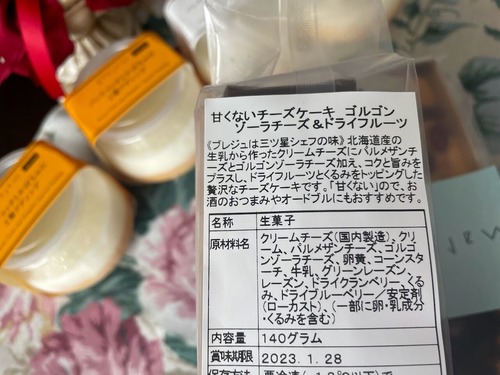 甘くないチーズケーキ ゴルゴン
ゾーラチーズ&ドライフルーツ
《プレジュは三ツ星シェフの味》北海道産の
生乳から作ったクリームチーズにパルメザンチー
ズとゴルゴンゾーラチーズ加え、コクと旨みを
プラスし、ドライフルーツとくるみをトッピングした
贅沢なチーズケーキです。「甘くない」ので、お
酒のおつまみやオードブルにもおすすめです。
名称 生菓子
原材料名 クリームチーズ(国内製造)、クリ
ーム、パルメザンチーズ、ゴルゴ
ンゾーラチーズ、卵黄、コーンスタ
ーチ、牛乳、グリーンレーズン、
レーズン、ドライクランベリー、くる
み、ドライブルーベリー／安定剤
(ローカスト)、(一部に卵・乳成分
・くるみを含む)
内容量 140グラム
賞味期限 2023.1.28
保存方法